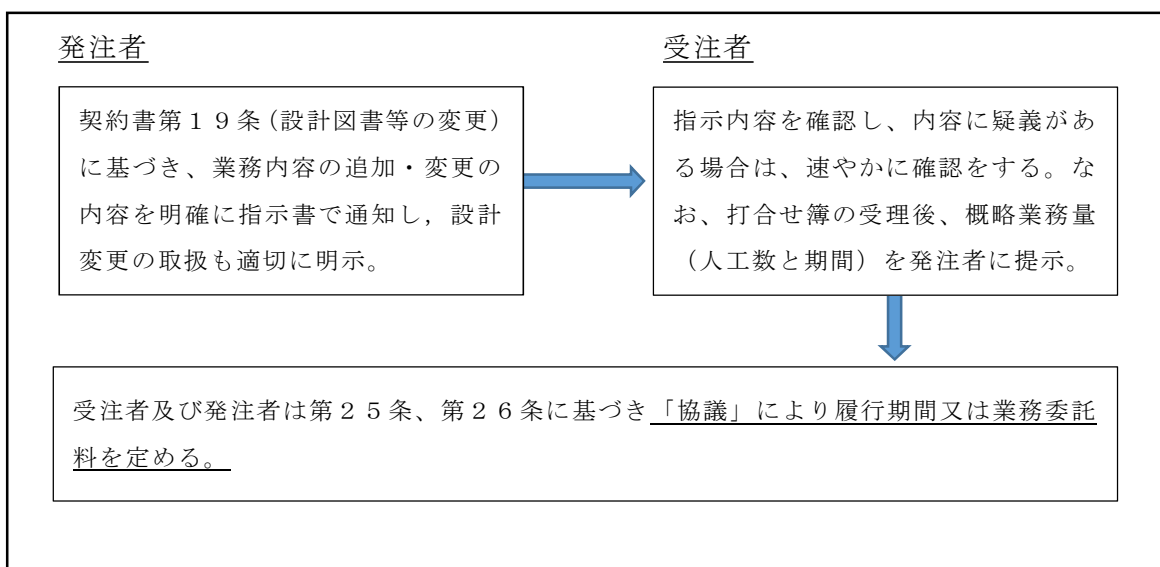 発注者
契約書第１９条(設計図書等の変更)
に基づき、業務内容の追加・変更の
内容を明確に指示書で通知し，設計
変更の取扱も適切に明示。
受注者
指示内容を確認し、内容に疑義があ
る場合は、速やかに確認をする。な
お、打合せ簿の受理後、概略業務量
（人工数と期間）を発注者に提示。
受注者及び発注者は第２５条、第２６条に基づき「協議」により履行期間又は業務委託
料を定める。